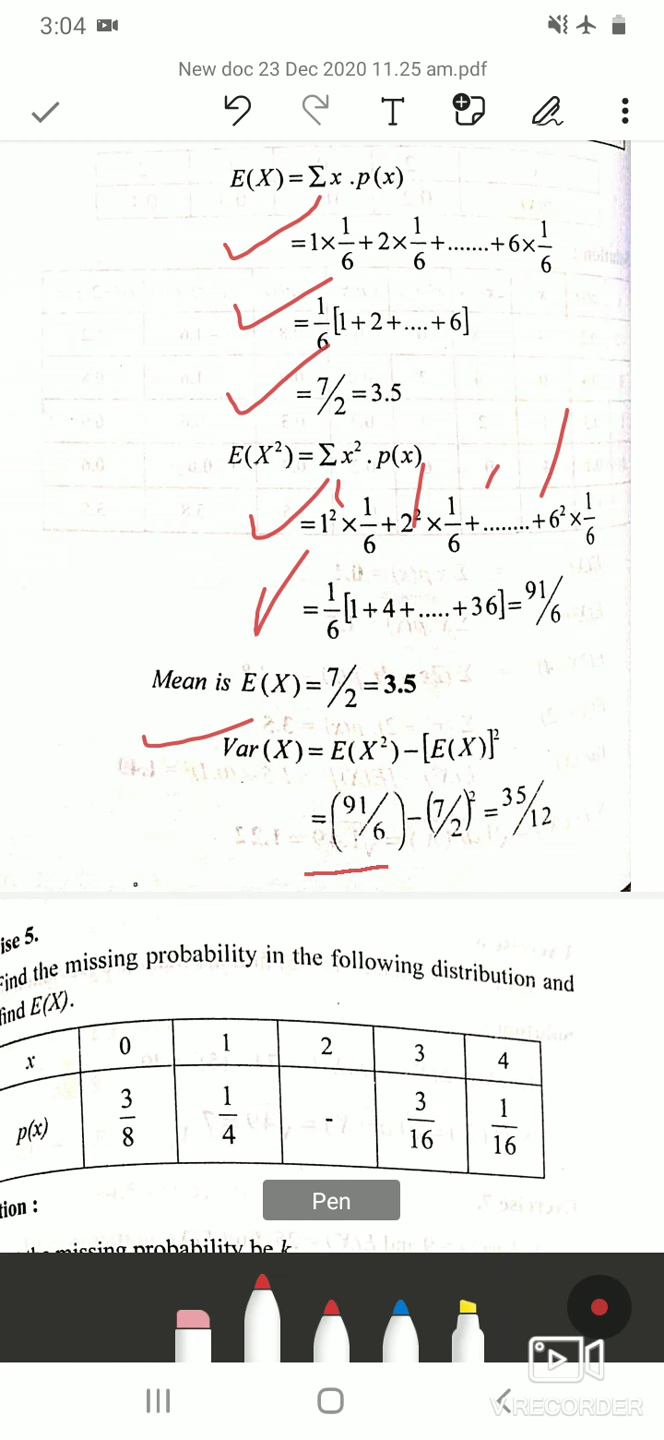 3:04
New doc 23 Dec 2020 11.25 am.pdf
T
E(X) = Σx .p(x)
= 1×1/6 + 2×1/6 + ....... + 6×1/6
= 1/6 [1+2+....+6]
= 7/2 = 3.5
E(X²) = Σx² . p(x)
= 1² × 1/6 + 2² × 1/6 + ........ + 6² × 1/6
= 1/6 [1+4+.....+36] = 91/6
Mean is E(X) = 7/2 = 3.5
Var (X) = E(X²) – [E(X)]²
= (91/6) – (7/2)² = 35/12
ise 5.
Find the missing probability in the following distribution and
find E(X).
x 0 1 2 3 4
p(x) 3/8 1/4 - 3/16 1/16
tion :
Pen
missing probability be k
V RECORDER